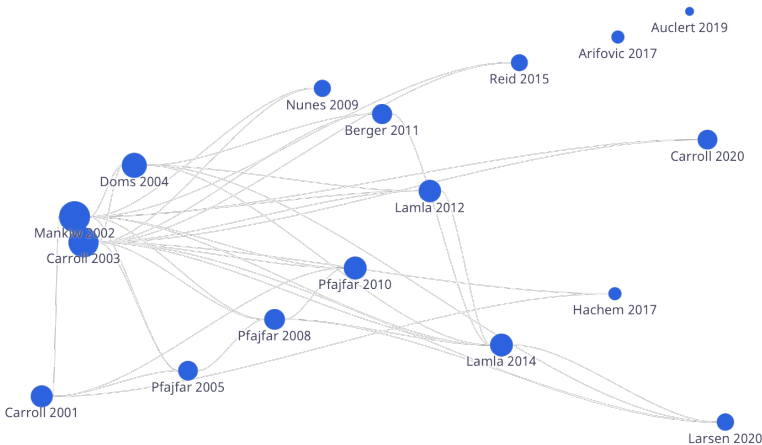 Auclert 2019
Arifovic 2017
Reid 2015
Nunes 2009
Berger 2011
Carroll 2020
Doms 2004
Lamla 2012
Mankiw 2002
Carroll 2003
Pfajfar 2010
Hachem 2017
Pfajfar 2008
Lamla 2014
Pfajfar 2005
Carroll 2001
Larsen 2020